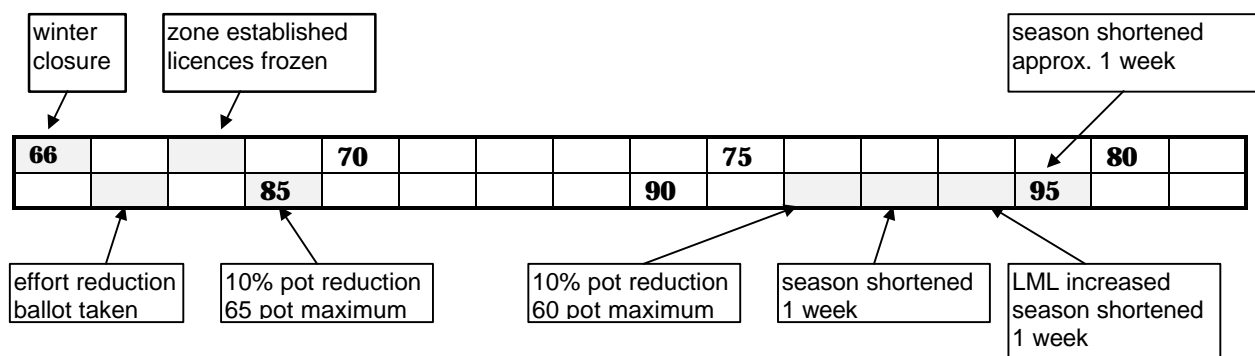 winter
closure
zone established
licences frozen
season shortened
approx. 1 week
66 70 75 80
85 90 95
effort reduction
ballot taken
10% pot reduction
65 pot maximum
10% pot reduction
60 pot maximum
season shortened
1 week
LML increased
season shortened
1 week